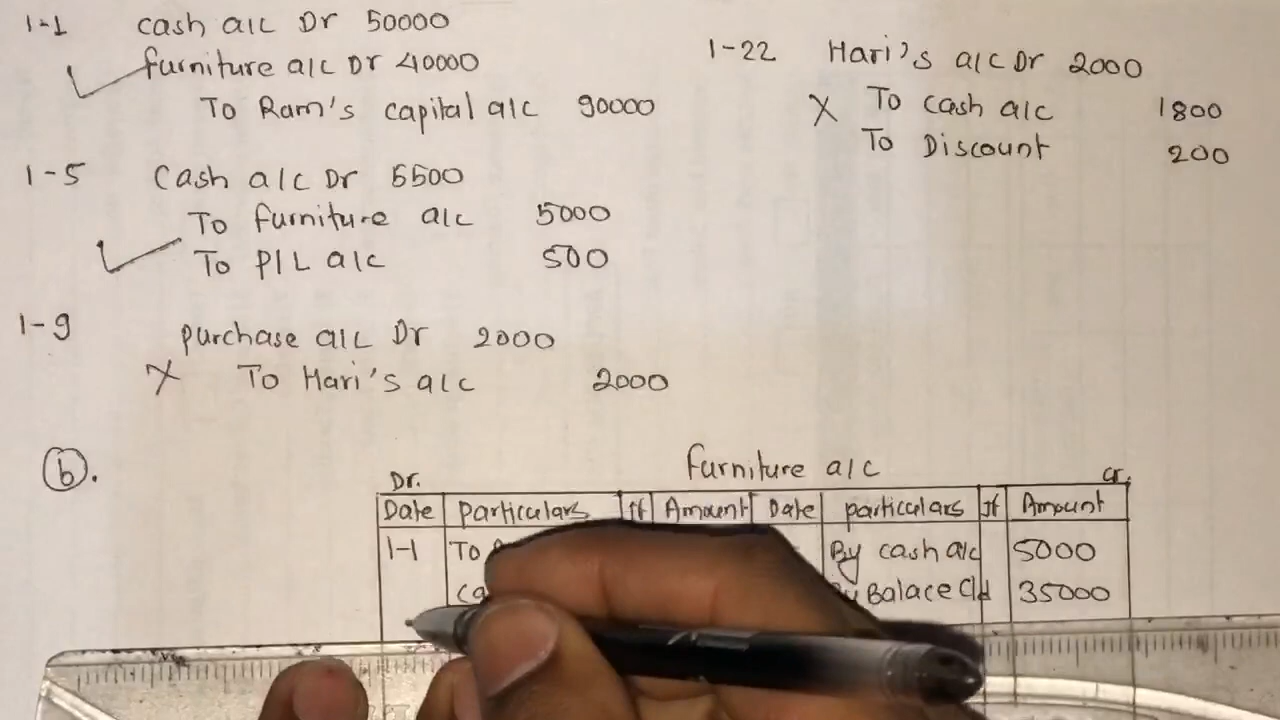 1-1 cash a/c Dr 50000
furniture a/c Dr 40000
To Ram's capital a/c 90000
1-5 Cash a/c Dr 5500
To furniture a/c 5000
To P/L a/c 500
1-9 purchase a/c Dr 2000
X To Hari's a/c 2000
1-22 Hari's a/c Dr 2000
X To cash a/c 1800
To Discount 200
(b). Furniture a/c
Dr. cr.
Date particulars Jf Amount Date particulars Jf Amount
1-1 To By cash a/c 5000
Balace C/d 35000